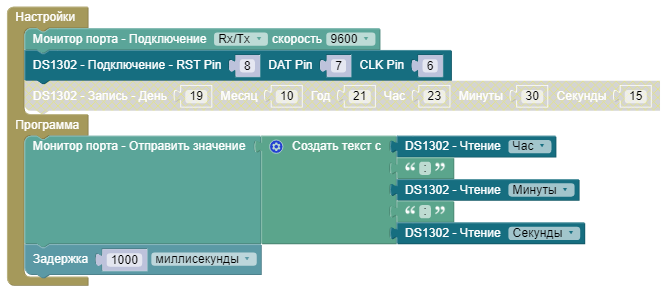 Настройки
Монитор порта - Подключение Rx/Tx скорость 9600
DS1302 - Подключение - RST Pin 8 DAT Pin 7 CLK Pin 6
DS1302 - Запись - День 19 Месяц 10 Год 21 Час 23 Минуты 30 Секунды 15
Программа
Монитор порта - Отправить значение Создать текст с DS1302 - Чтение Час
“ : ”
DS1302 - Чтение Минуты
“ : ”
DS1302 - Чтение Секунды
Задержка 1000 миллисекунды